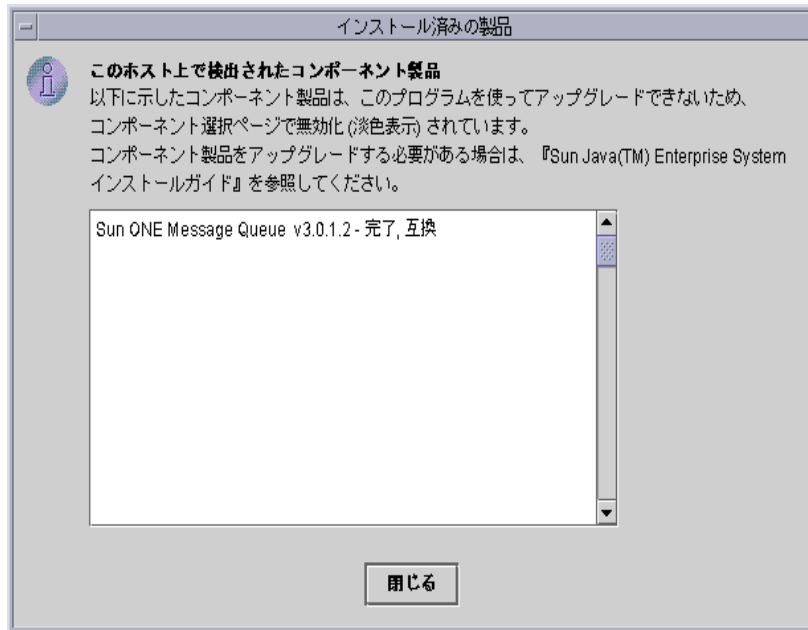 インストール済みの製品
このホスト上で検出されたコンポーネント製品
以下に示したコンポーネント製品は、このプログラムを使ってアップグレードできないため、
コンポーネント選択ページで無効化 (淡色表示) されています。
コンポーネント製品をアップグレードする必要がある場合は、『Sun Java(TM) Enterprise System
インストールガイド』を参照してください。
Sun ONE Message Queue v3.0.1.2 - 完了, 互換
閉じる